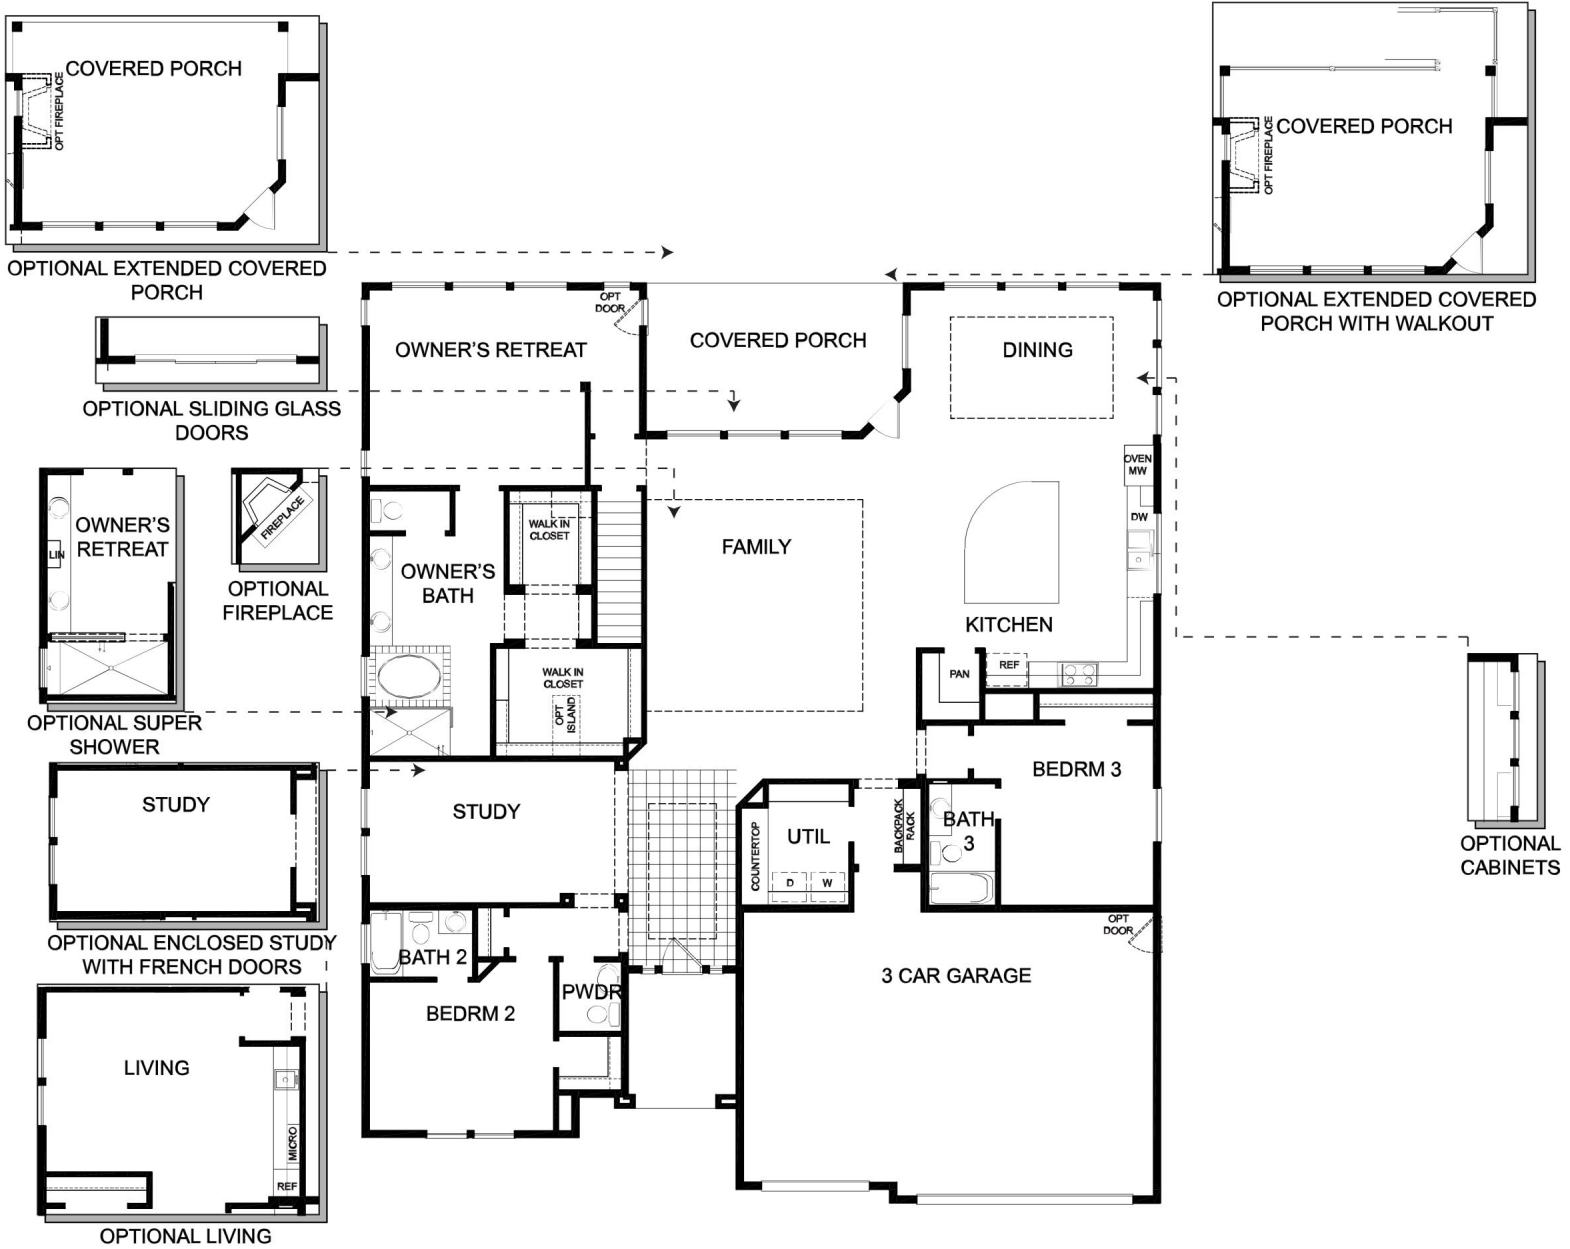 COVERED PORCH
OPT FIREPLACE
OPTIONAL EXTENDED COVERED
PORCH
COVERED PORCH
OPT FIREPLACE
OPTIONAL EXTENDED COVERED
PORCH WITH WALKOUT
OPTIONAL SLIDING GLASS
DOORS
OWNER'S
RETREAT
LIN
OPTIONAL SUPER
SHOWER
FIREPLACE
OPTIONAL
FIREPLACE
STUDY
OPTIONAL ENCLOSED STUDY
WITH FRENCH DOORS
LIVING
MICRO
REF
OPTIONAL LIVING
OWNER'S RETREAT
OPT
DOOR
COVERED PORCH
DINING
OVEN
MW
DW
WALK IN
CLOSET
OWNER'S
BATH
FAMILY
KITCHEN
REF
PAN
WALK IN
CLOSET
OPT
ISLAND
STUDY
BEDRM 3
UTIL
COUNTERTOP
D
W
BACKPACK
RACK
BATH
3
OPT
DOOR
BATH 2
PWDR
BEDRM 2
3 CAR GARAGE
OPTIONAL
CABINETS